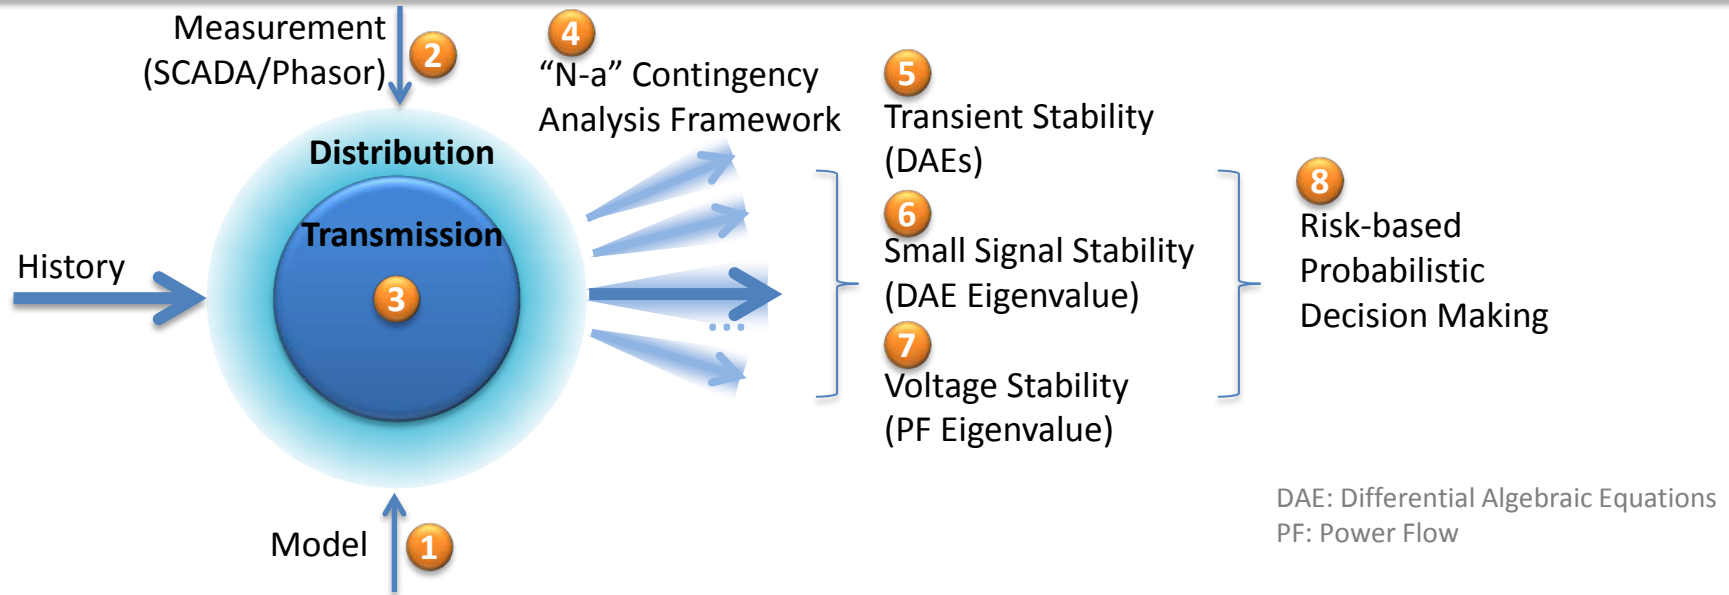 Measurement
(SCADA/Phasor)
2
4
“N-a” Contingency
Analysis Framework
5
Transient Stability
(DAEs)
Distribution
Transmission
3
History
6
Small Signal Stability
(DAE Eigenvalue)
...
7
Voltage Stability
(PF Eigenvalue)
8
Risk-based
Probabilistic
Decision Making
Model
1
DAE: Differential Algebraic Equations
PF: Power Flow